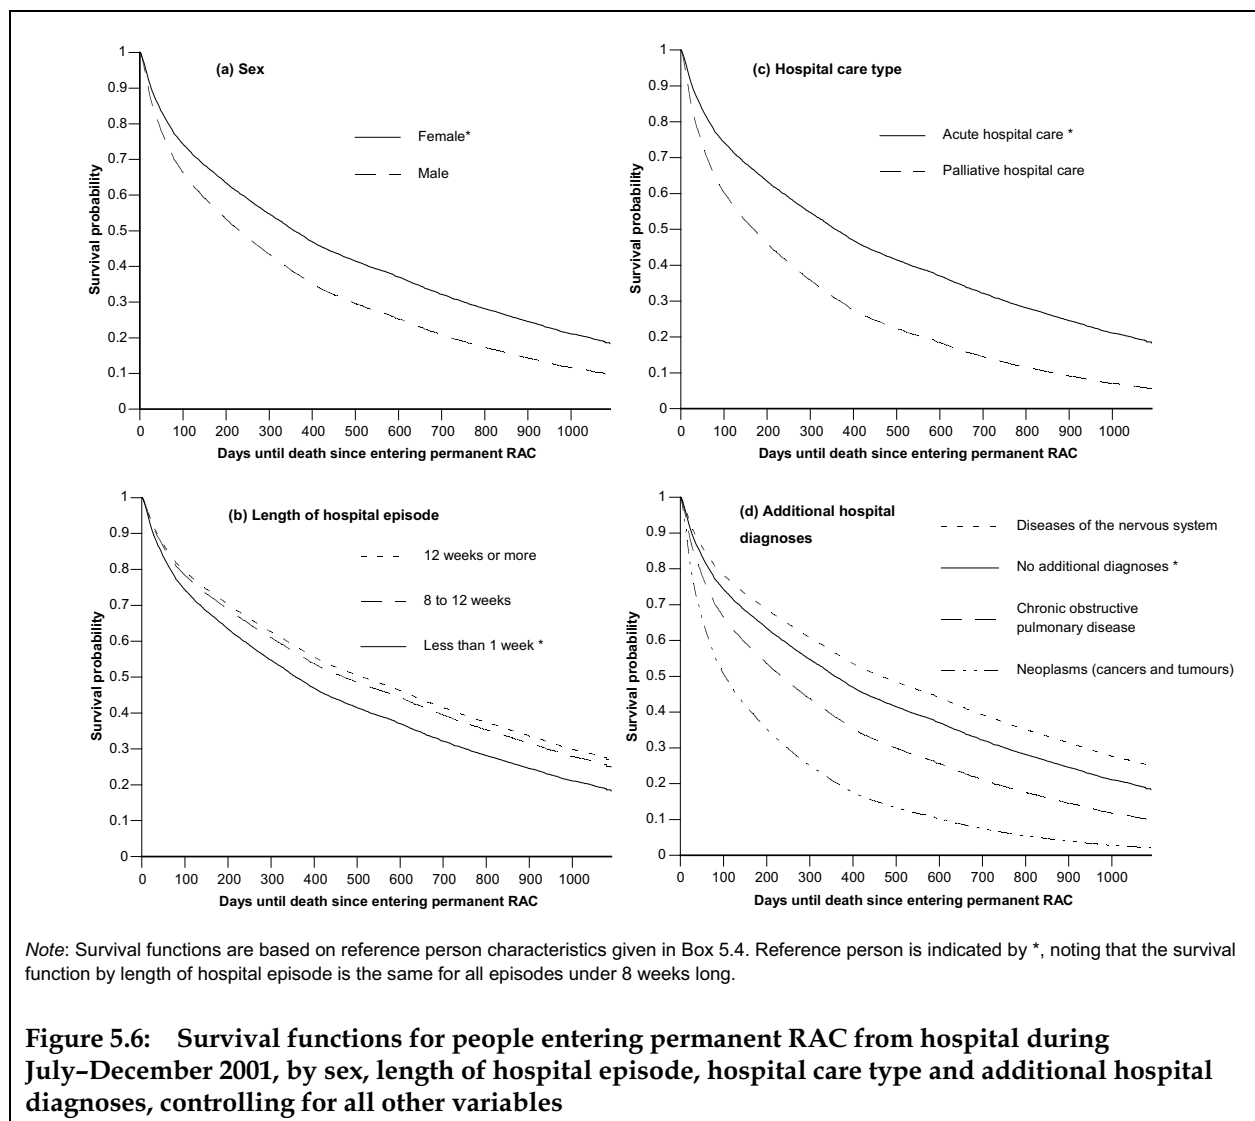 (a) Sex
Survival probability
1
0.9
0.8
0.7
0.6
0.5
0.4
0.3
0.2
0.1
0
Female*
Male
0 100 200 300 400 500 600 700 800 900 1000
Days until death since entering permanent RAC
(c) Hospital care type
Survival probability
1
0.9
0.8
0.7
0.6
0.5
0.4
0.3
0.2
0.1
0
Acute hospital care *
Palliative hospital care
0 100 200 300 400 500 600 700 800 900 1000
Days until death since entering permanent RAC
(b) Length of hospital episode
Survival probability
1
0.9
0.8
0.7
0.6
0.5
0.4
0.3
0.2
0.1
0
12 weeks or more
8 to 12 weeks
Less than 1 week *
0 100 200 300 400 500 600 700 800 900 1000
Days until death since entering permanent RAC
(d) Additional hospital
diagnoses
Survival probability
1
0.9
0.8
0.7
0.6
0.5
0.4
0.3
0.2
0.1
0
Diseases of the nervous system
No additional diagnoses *
Chronic obstructive
pulmonary disease
Neoplasms (cancers and tumours)
0 100 200 300 400 500 600 700 800 900 1000
Days until death since entering permanent RAC
Note: Survival functions are based on reference person characteristics given in Box 5.4. Reference person is indicated by *, noting that the survival
function by length of hospital episode is the same for all episodes under 8 weeks long.
Figure 5.6: Survival functions for people entering permanent RAC from hospital during
July–December 2001, by sex, length of hospital episode, hospital care type and additional hospital
diagnoses, controlling for all other variables